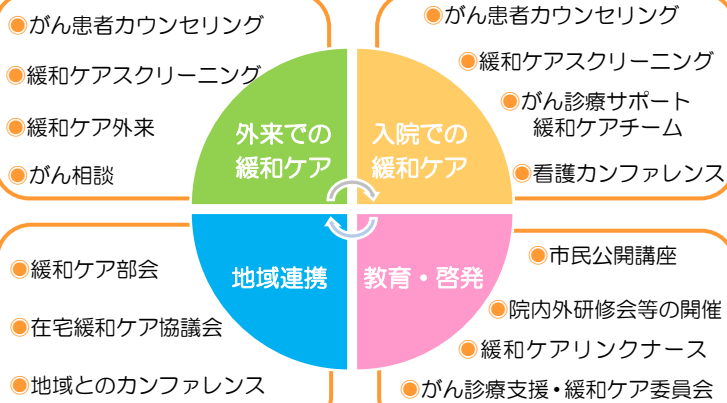 ●がん患者カウンセリング
●緩和ケアスクリーニング
●緩和ケア外来
●がん相談
●がん患者カウンセリング
●緩和ケアスクリーニング
●がん診療サポート
緩和ケアチーム
●看護カンファレンス
外来での
緩和ケア
入院での
緩和ケア
地域連携
教育・啓発
●緩和ケア部会
●在宅緩和ケア協議会
●地域とのカンファレンス
●市民公開講座
●院内外研修会等の開催
●緩和ケアリンクナース
●がん診療支援・緩和ケア委員会